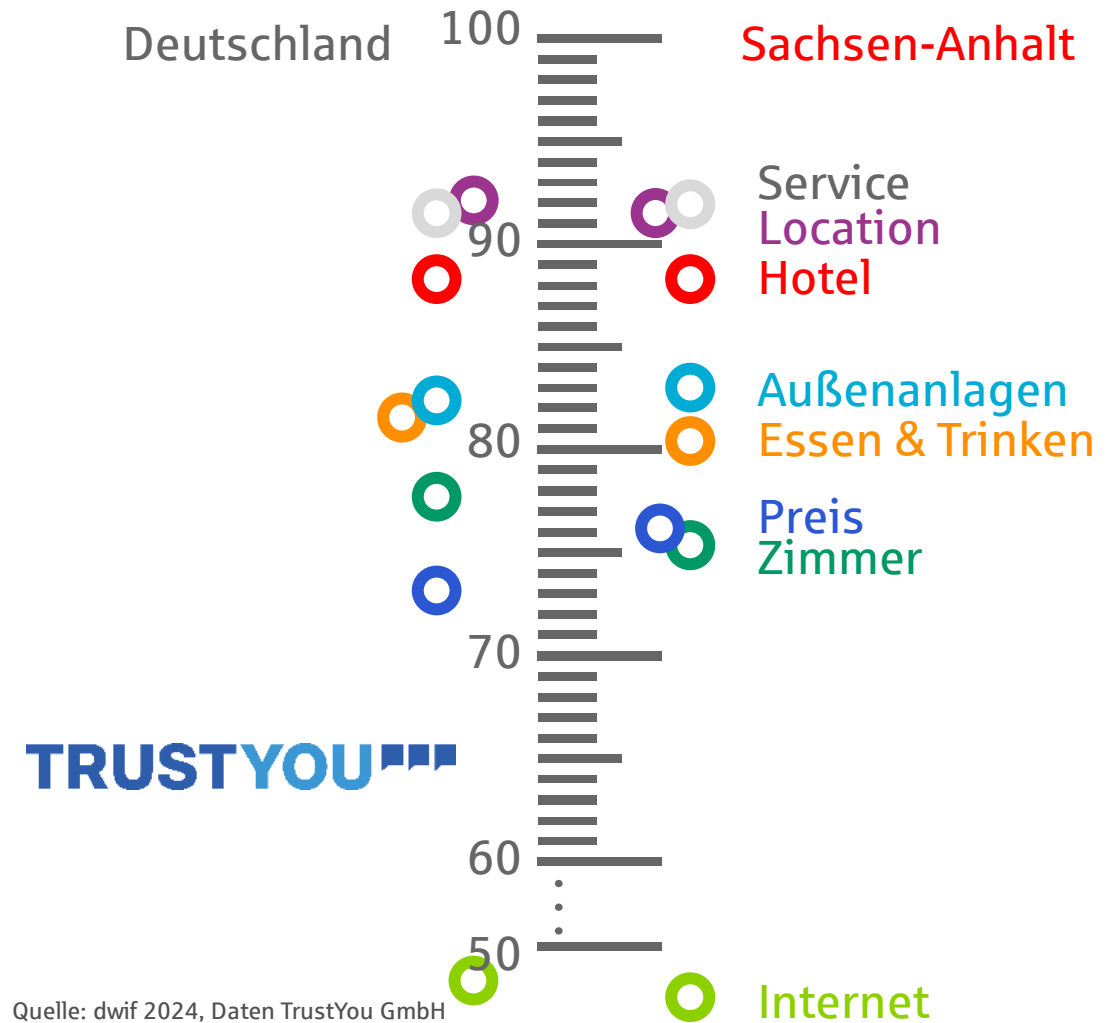 Deutschland
100
Sachsen-Anhalt
Service
Location
90
Hotel
Außenanlagen
80
Essen & Trinken
Preis
Zimmer
70
TRUSTYOU
60
50
Internet
Quelle: dwif 2024, Daten TrustYou GmbH